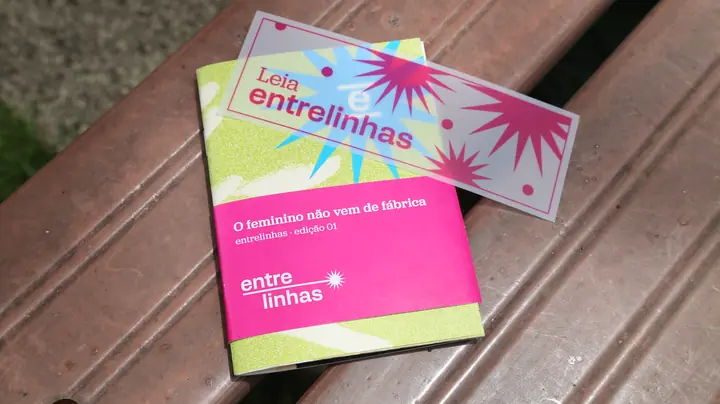 Leia
entrelinhas
e
O feminino não vem de fábrica
entrelinhas · edição 01
entre
linhas